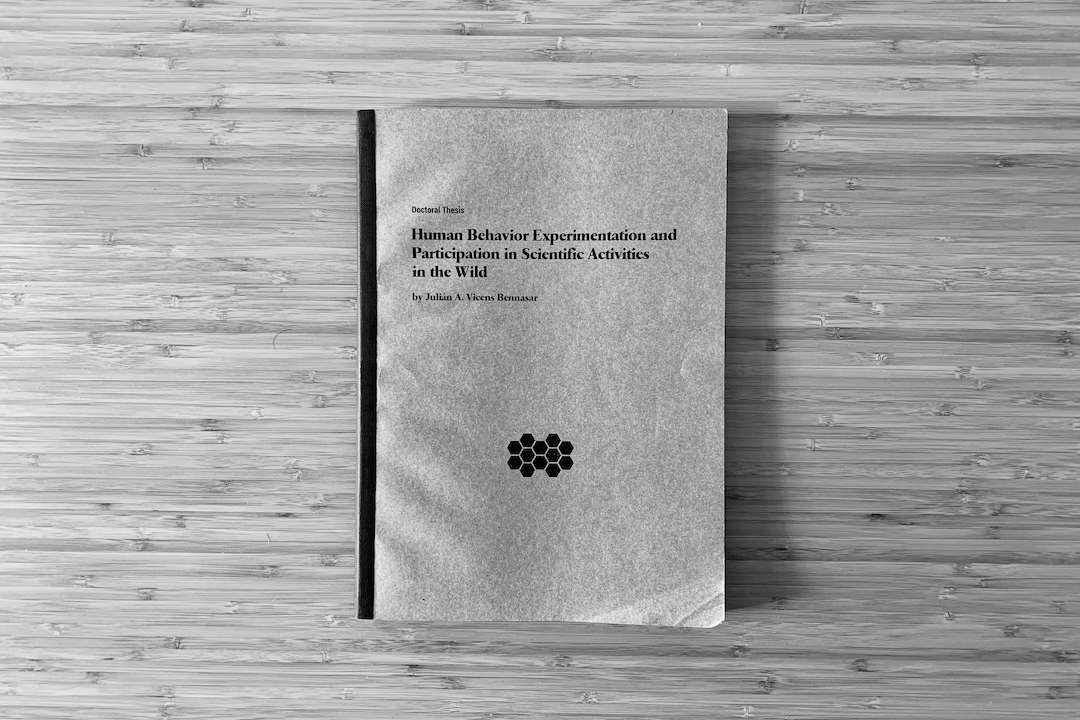 Doctoral Thesis
Human Behavior Experimentation and
Participation in Scientific Activities
in the Wild
by Julián A. Vicens Bennasar